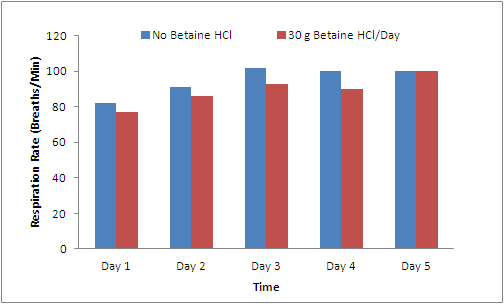 No Betaine HCl
30 g Betaine HCl/Day
Respiration Rate (Breaths/Min)
120
100
80
60
40
20
0
Day 1
Day 2
Day 3
Day 4
Day 5
Time